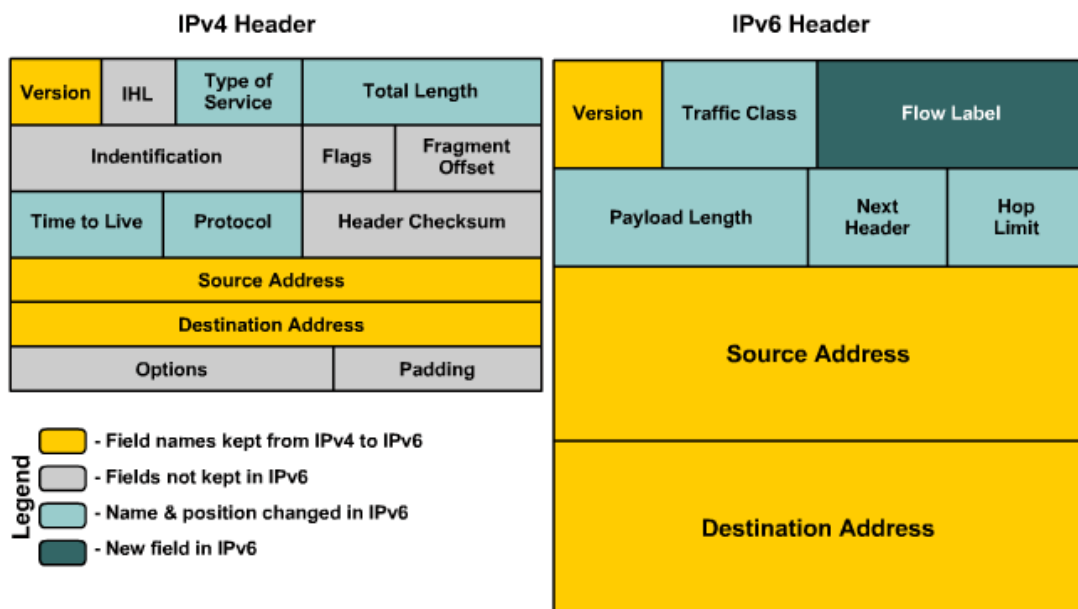 IPv4 Header
Version IHL Type of Service Total Length
Indentification Flags Fragment Offset
Time to Live Protocol Header Checksum
Source Address
Destination Address
Options Padding
Legend
- Field names kept from IPv4 to IPv6
- Fields not kept in IPv6
- Name & position changed in IPv6
- New field in IPv6
IPv6 Header
Version Traffic Class Flow Label
Payload Length Next Header Hop Limit
Source Address
Destination Address